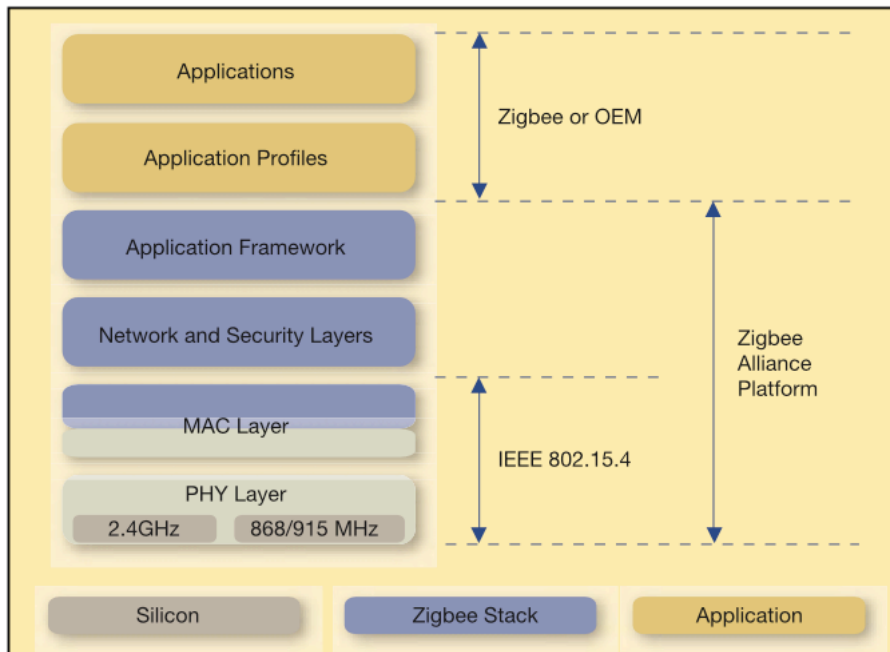 Applications
Application Profiles
Zigbee or OEM
Application Framework
Network and Security Layers
MAC Layer
PHY Layer
2.4GHz
868/915 MHz
IEEE 802.15.4
Zigbee
Alliance
Platform
Silicon
Zigbee Stack
Application